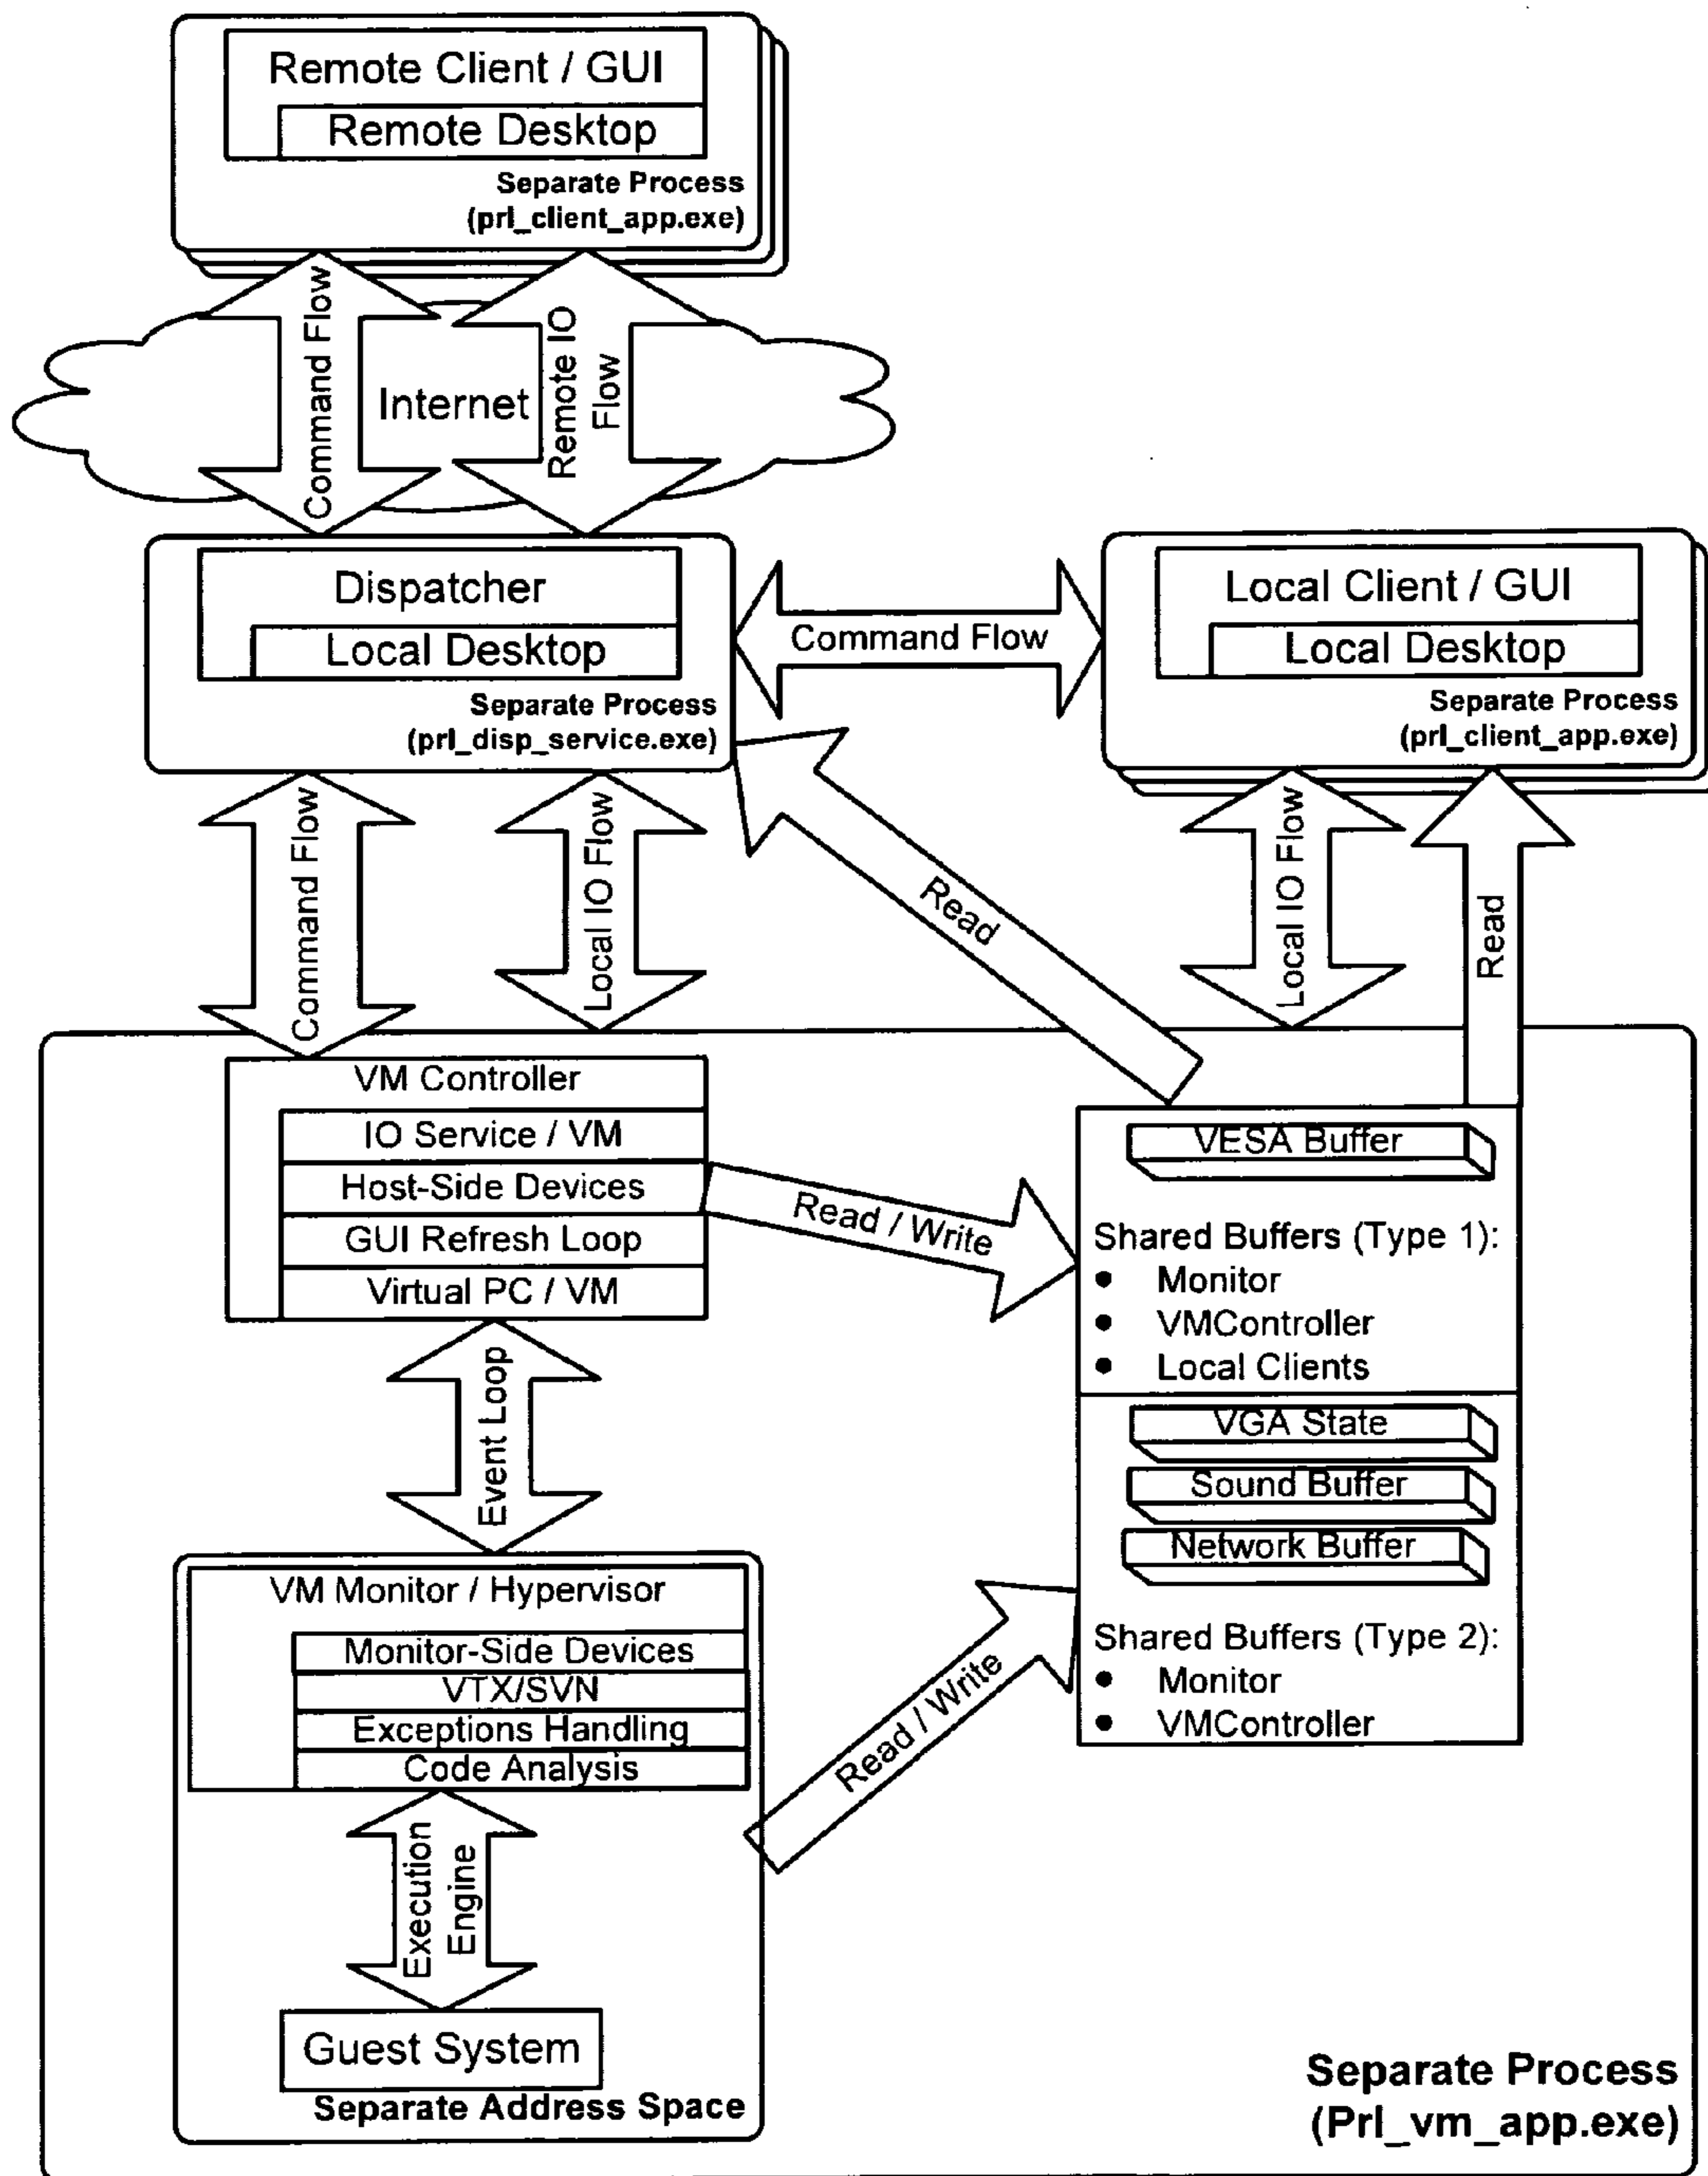 Remote Client / GUI
Remote Desktop
Separate Process
(prl_client_app.exe)
Command Flow
Internet
Remote IO
Flow
Dispatcher
Local Desktop
Separate Process
(prl_disp_service.exe)
Command Flow
Local Client / GUI
Local Desktop
Separate Process
(prl_client_app.exe)
Command Flow
Local IO Flow
Read
Local IO Flow
Read
VM Controller
IO Service / VM
Host-Side Devices
GUI Refresh Loop
Virtual PC / VM
Read / Write
VESA Buffer
Shared Buffers (Type 1):
• Monitor
• VMController
• Local Clients
VGA State
Sound Buffer
Network Buffer
Shared Buffers (Type 2):
• Monitor
• VMController
Event Loop
VM Monitor / Hypervisor
Monitor-Side Devices
VTX/SVN
Exceptions Handling
Code Analysis
Read / Write
Execution
Engine
Guest System
Separate Address Space
Separate Process
(Prl_vm_app.exe)